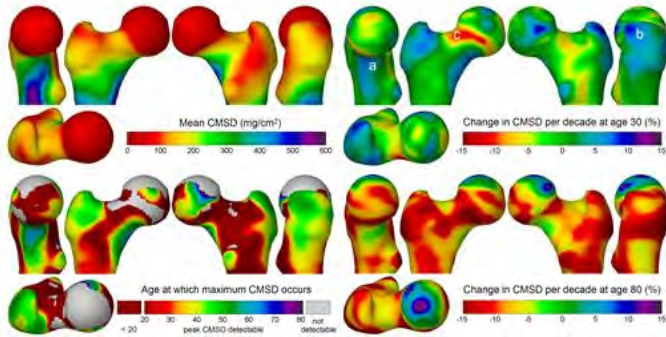 a
c
b
Mean CMSD (mg/cm²)
0 100 200 300 400 500 600
Change in CMSD per decade at age 30 (%)
-15 -10 -5 0 5 10 15
Age at which maximum CMSD occurs
< 20 20 30 40 50 60 70 80 not
peak CMSD detectable detectable
Change in CMSD per decade at age 80 (%)
-15 -10 -5 0 5 10 15